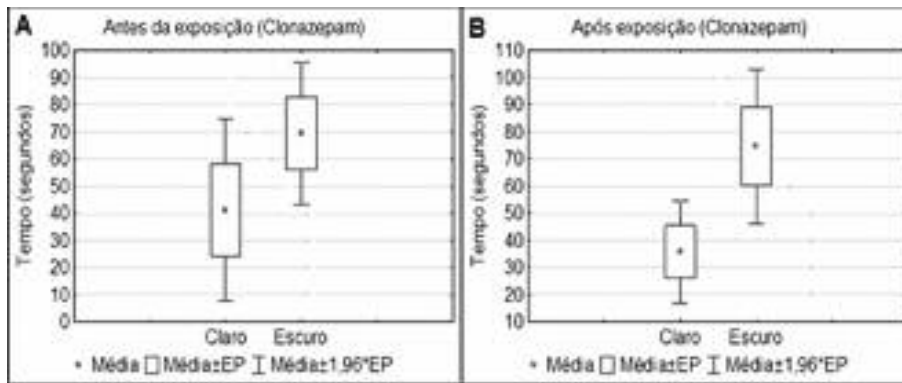 A
Antes da exposição (Clonazepam)
Tempo (segundos)
100
90
80
70
60
50
40
30
20
10
0
Claro Escuro
Média Média±EP Média±1,96*EP
B
Após exposição (Clonazepam)
Tempo (segundos)
110
100
90
80
70
60
50
40
30
20
10
Claro Escuro
Média Média±EP Média±1,96*EP